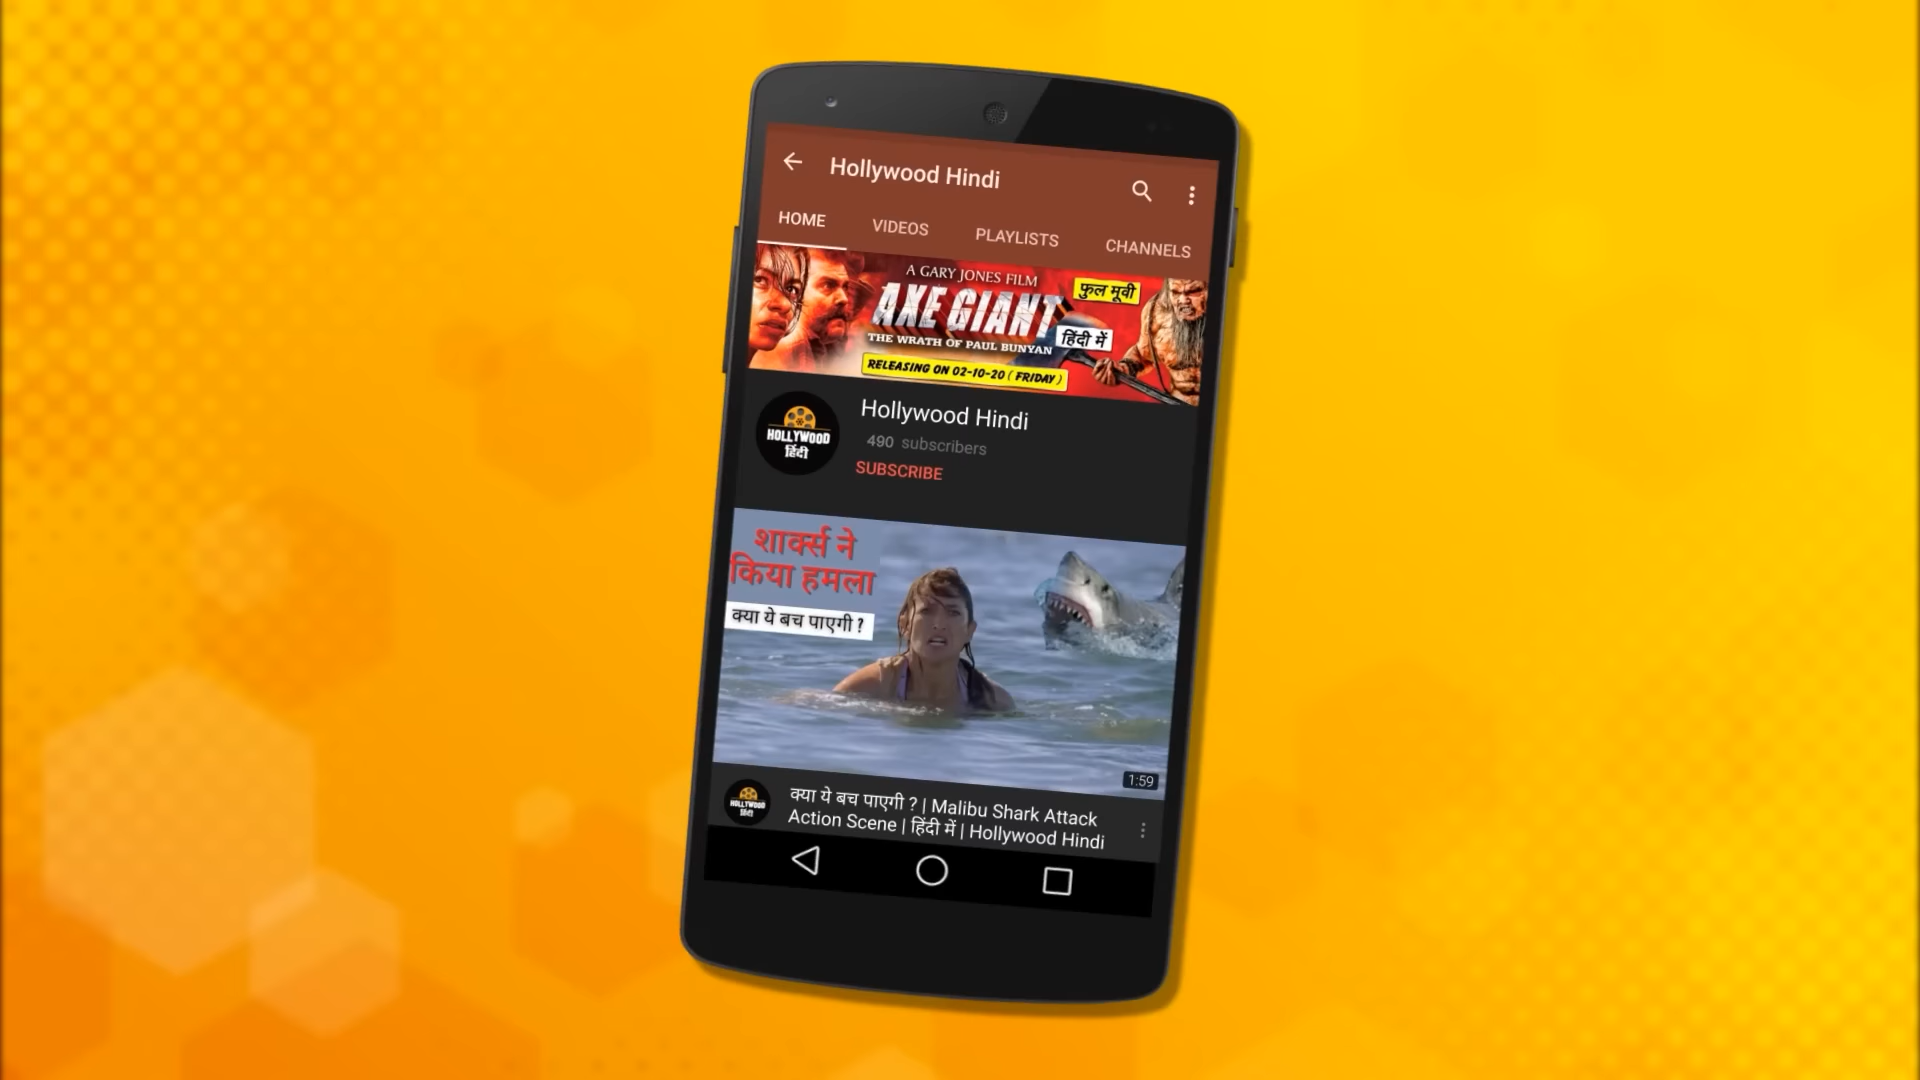 Hollywood Hindi
HOME VIDEOS PLAYLISTS CHANNELS
A GARY JONES FILM
AXE GIANT
THE WRATH OF PAUL BUNYAN
फुल मूवी
हिंदी में
RELEASING ON 02-10-20 ( FRIDAY )
HOLLYWOOD
हिंदी
Hollywood Hindi
490 subscribers
SUBSCRIBE
शार्क्स ने
किया हमला
क्या ये बच पाएगी ?
1:59
HOLLYWOOD
हिंदी
क्या ये बच पाएगी ? | Malibu Shark Attack
Action Scene | हिंदी में | Hollywood Hindi